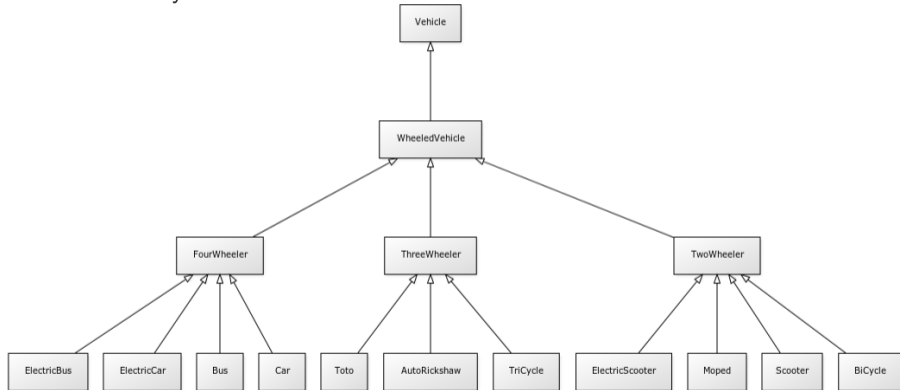 Vehicle
WheeledVehicle
FourWheeler
ThreeWheeler
TwoWheeler
ElectricBus
ElectricCar
Bus
Car
Toto
AutoRickshaw
TriCycle
ElectricScooter
Moped
Scooter
BiCycle